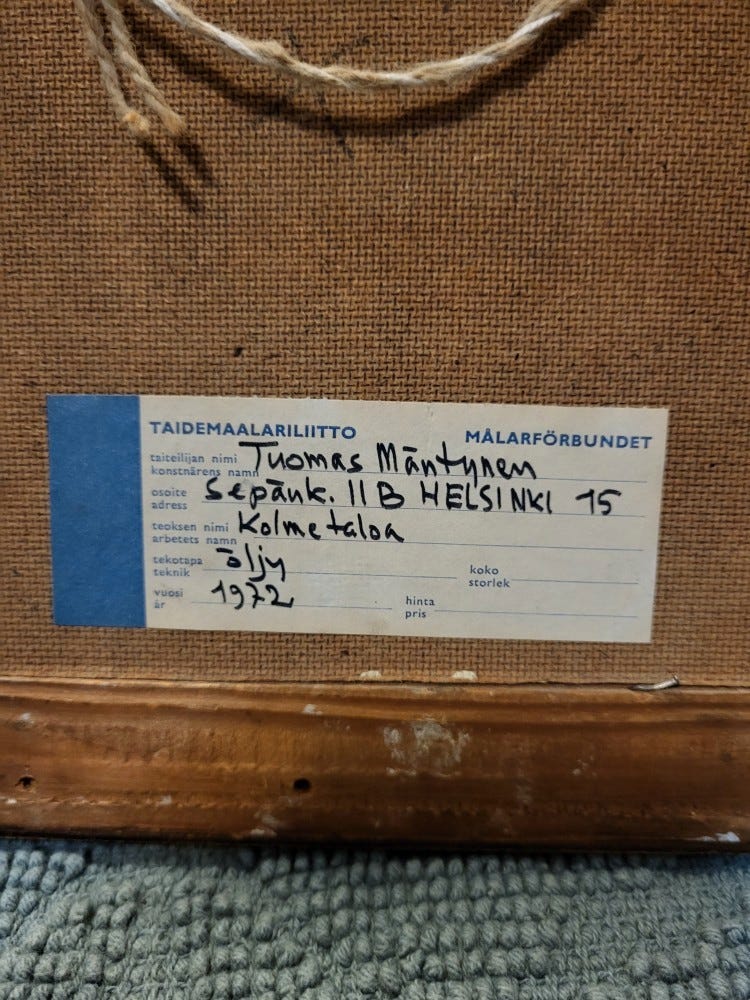 TAIDEMAALARILIITTO MÅLARFÖRBUNDET
taiteilijan nimi Tuomas Mäntynen
konstnärens namn
osoite Sepänk. 11 B HELSINKI 15
adress
teoksen nimi Kolme taloa
arbetets namn
tekotapa öljy koko
teknik storlek
vuosi 1972 hinta
år pris